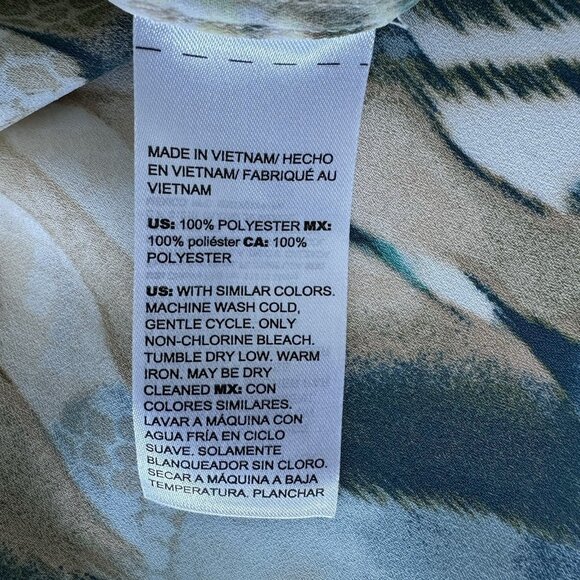 MADE IN VIETNAM/ HECHO
EN VIETNAM/ FABRIQUÉ AU
VIETNAM
US: 100% POLYESTER MX:
100% poliéster CA: 100%
POLYESTER
US: WITH SIMILAR COLORS.
MACHINE WASH COLD,
GENTLE CYCLE. ONLY
NON-CHLORINE BLEACH.
TUMBLE DRY LOW. WARM
IRON. MAY BE DRY
CLEANED MX: CON
COLORES SIMILARES.
LAVAR A MÁQUINA CON
AGUA FRÍA EN CICLO
SUAVE. SOLAMENTE
BLANQUEADOR SIN CLORO.
SECAR A MÁQUINA A BAJA
TEMPERATURA. PLANCHAR